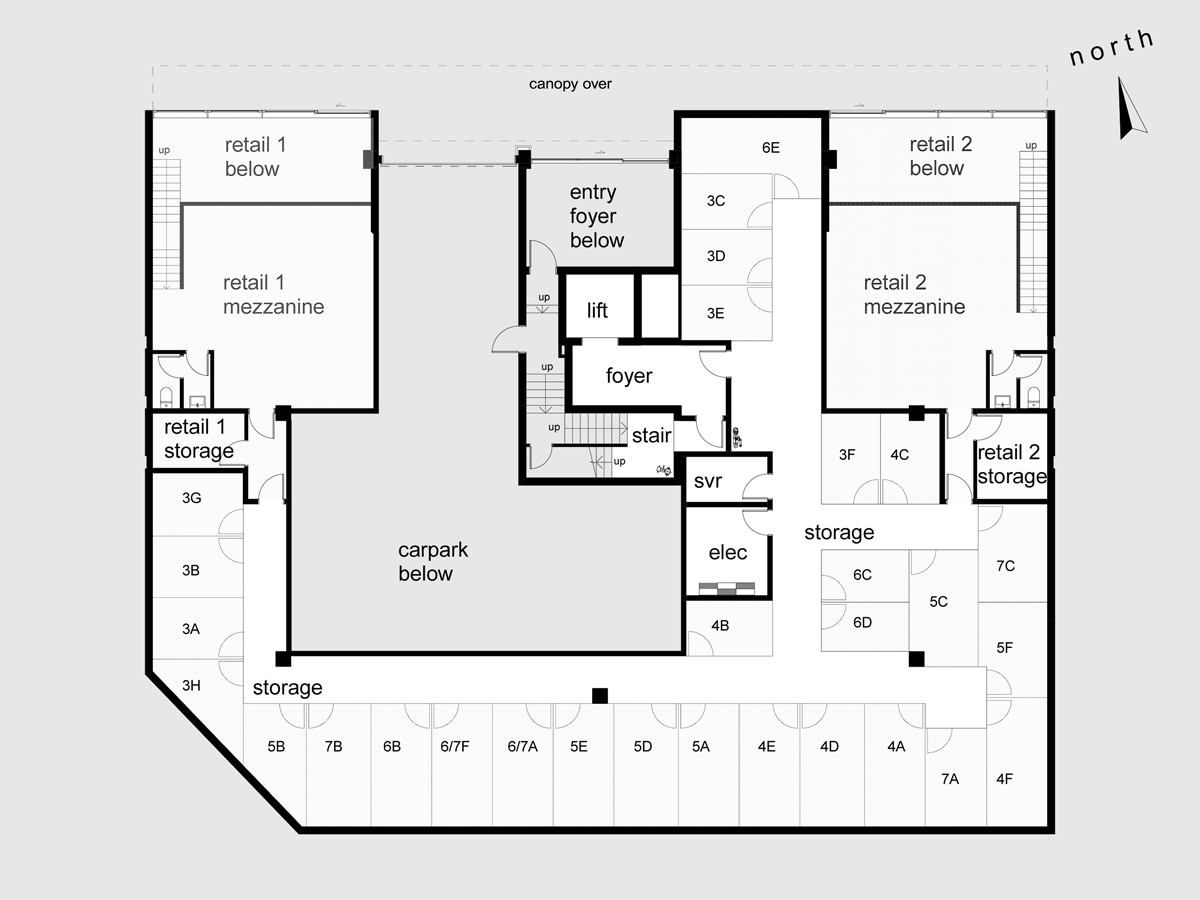 north
canopy over
retail 1
below
up
6E
retail 2
below
up
entry
foyer
below
3C
3D
3E
retail 1
mezzanine
up
lift
retail 2
mezzanine
up
foyer
up
stair
up
retail 1
storage
3F
4C
retail 2
storage
svr
3G
storage
elec
carpark
below
3B
6C
7C
5C
3A
4B
6D
5F
3H
storage
5B
7B
6B
6/7F
6/7A
5E
5D
5A
4E
4D
4A
7A
4F